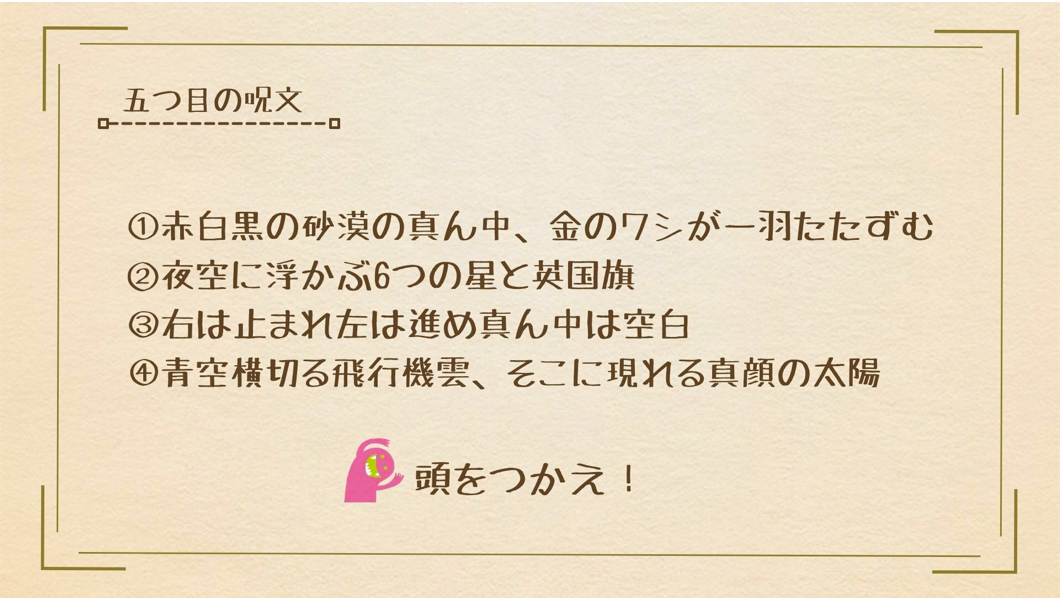 五つ目の呪文
①赤白黒の砂漠の真ん中、金のワシが一羽たたずむ
②夜空に浮かぶ6つの星と英国旗
③右は止まれ左は進め真ん中は空白
④青空横切る飛行機雲、そこに現れる真顔の太陽
頭をつかえ！